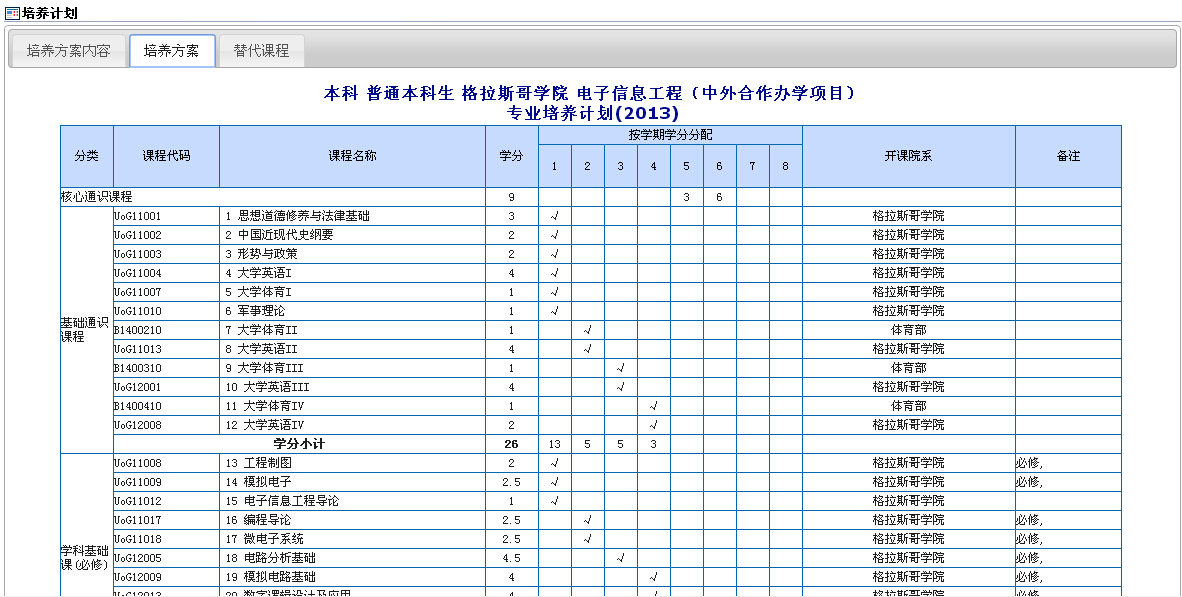 培养计划
培养方案内容 培养方案 替代课程
本科 普通本科生 格拉斯哥学院 电子信息工程（中外合作办学项目）
专业培养计划(2013)
分类 课程代码 课程名称 学分 按学期学分分配 开课院系 备注
1 2 3 4 5 6 7 8
核心通识课程 9 3 6
基础通识课程
UoG11001 1 思想道德修养与法律基础 3 √ 格拉斯哥学院
UoG11002 2 中国近现代史纲要 2 √ 格拉斯哥学院
UoG11003 3 形势与政策 2 √ 格拉斯哥学院
UoG11004 4 大学英语I 4 √ 格拉斯哥学院
UoG11007 5 大学体育I 1 √ 格拉斯哥学院
UoG11010 6 军事理论 1 √ 格拉斯哥学院
B1400210 7 大学体育II 1 √ 体育部
UoG11013 8 大学英语II 4 √ 格拉斯哥学院
B1400310 9 大学体育III 1 √ 体育部
UoG12001 10 大学英语III 4 √ 格拉斯哥学院
B1400410 11 大学体育IV 1 √ 体育部
UoG12008 12 大学英语IV 2 √ 格拉斯哥学院
学分小计 26 13 5 5 3
学科基础课(必修)
UoG11008 13 工程制图 2 √ 格拉斯哥学院 必修,
UoG11009 14 模拟电子 2.5 √ 格拉斯哥学院 必修,
UoG11012 15 电子信息工程导论 1 √ 格拉斯哥学院
UoG11017 16 编程导论 2.5 √ 格拉斯哥学院 必修,
UoG11018 17 微电子系统 2.5 √ 格拉斯哥学院 必修,
UoG12005 18 电路分析基础 4.5 √ 格拉斯哥学院 必修,
UoG12009 19 模拟电路基础 4 √ 格拉斯哥学院 必修,
20 数字逻辑设计及应用 4 √ 格拉斯哥学院 必修,